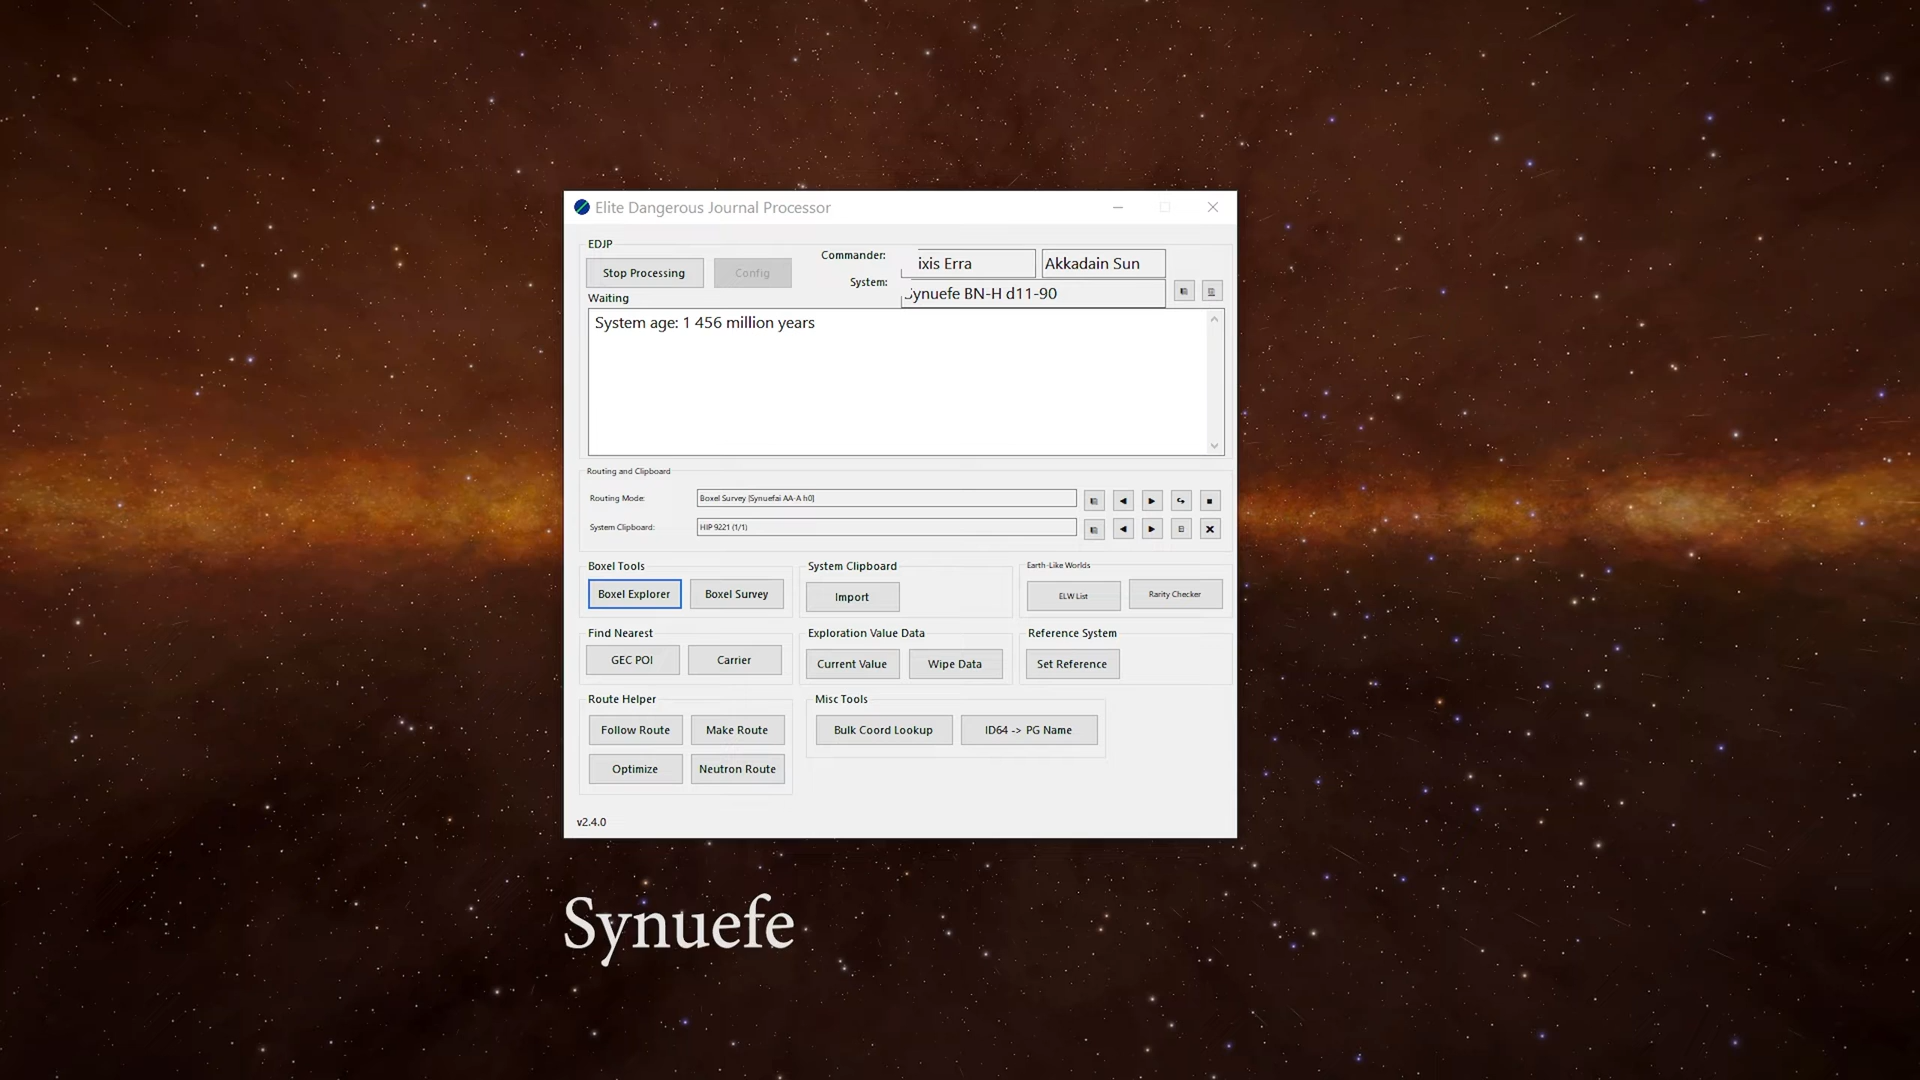 Elite Dangerous Journal Processor
EDJP
Stop Processing
Config
Commander:
ixis Erra
Akkadain Sun
System:
Synuefe BN-H d11-90
Waiting
System age: 1 456 million years
Routing and Clipboard
Routing Mode:
Boxel Survey [Synuefai AA-A h0]
System Clipboard:
HIP 9221 (1/1)
Boxel Tools
Boxel Explorer
Boxel Survey
System Clipboard
Import
Earth-Like Worlds
ELW List
Rarity Checker
Find Nearest
GEC POI
Carrier
Exploration Value Data
Current Value
Wipe Data
Reference System
Set Reference
Route Helper
Follow Route
Make Route
Optimize
Neutron Route
Misc Tools
Bulk Coord Lookup
ID64 -> PG Name
v2.4.0
Synuefe